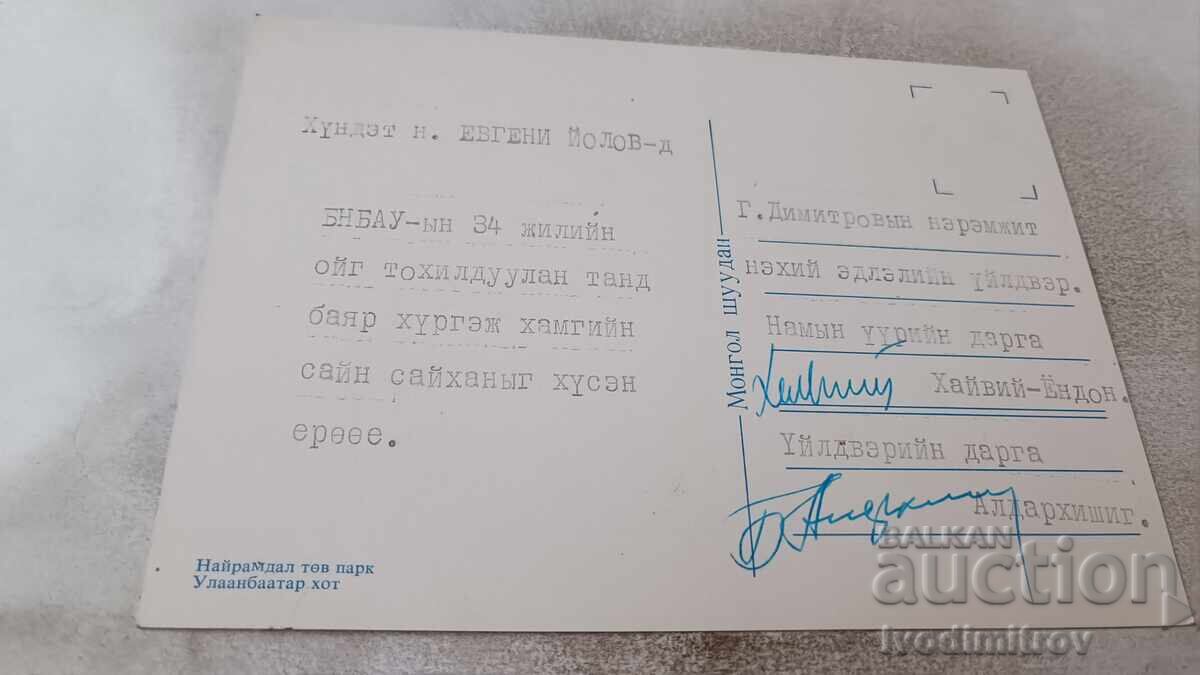 Хүндэт н. ЕВГЕНИ ЙОЛОВ-д
БНБАУ-ын 34 жилийн
ойг тохилдуулан танд
баяр хүргэж хамгийн
сайн сайханыг хүсэн
ерөөе.
Найрамдал төв парк
Улаанбаатар хот
Монгол шуудан
Г.Димитровын нэрэмжит
нэхий эдлэлийн үйлдвэр.
Намын үүрийн дарга
Хайвий-Ёндон.
Үйлдвэрийн дарга
Алдархишиг.
BALKAN
auction
ivodimitrov